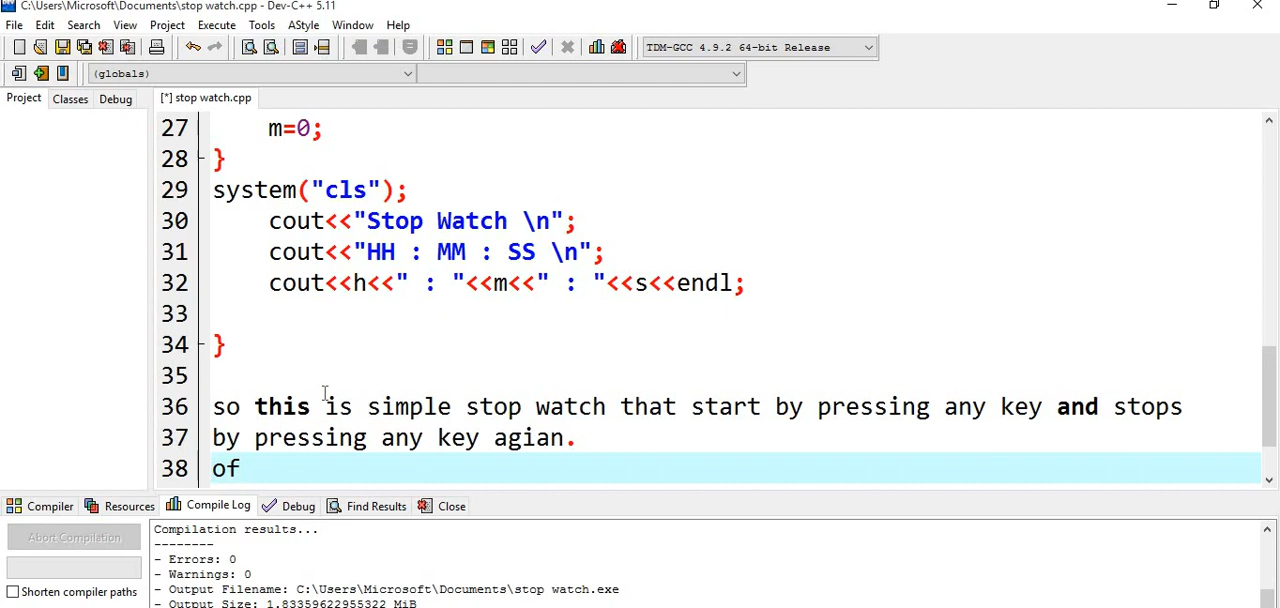 C:\Users\Microsoft\Documents\stop watch.cpp - Dev-C++ 5.11
File Edit Search View Project Execute Tools AStyle Window Help
TDM-GCC 4.9.2 64-bit Release
(globals)
Project Classes Debug [*] stop watch.cpp
27 m=0;
28 }
29 system("cls");
30 cout<<"Stop Watch \n";
31 cout<<"HH : MM : SS \n";
32 cout<<h<<" : "<<m<<" : "<<s<<endl;
33
34 }
35
36 so this is simple stop watch that start by pressing any key and stops
37 by pressing any key agian.
38 of
Compiler Resources Compile Log Debug Find Results Close
Abort Compilation
Shorten compiler paths
Compilation results...
--------
- Errors: 0
- Warnings: 0
- Output Filename: C:\Users\Microsoft\Documents\stop watch.exe
- Output Size: 1.83359622955322 MiB